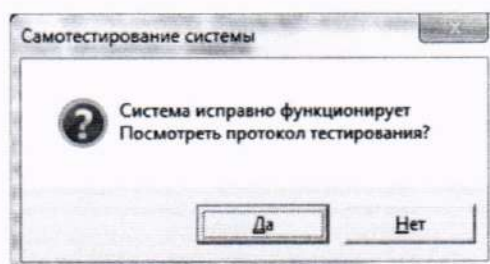 Самотестирование системы
Система исправно функционирует
Посмотреть протокол тестирования?
Да
Нет